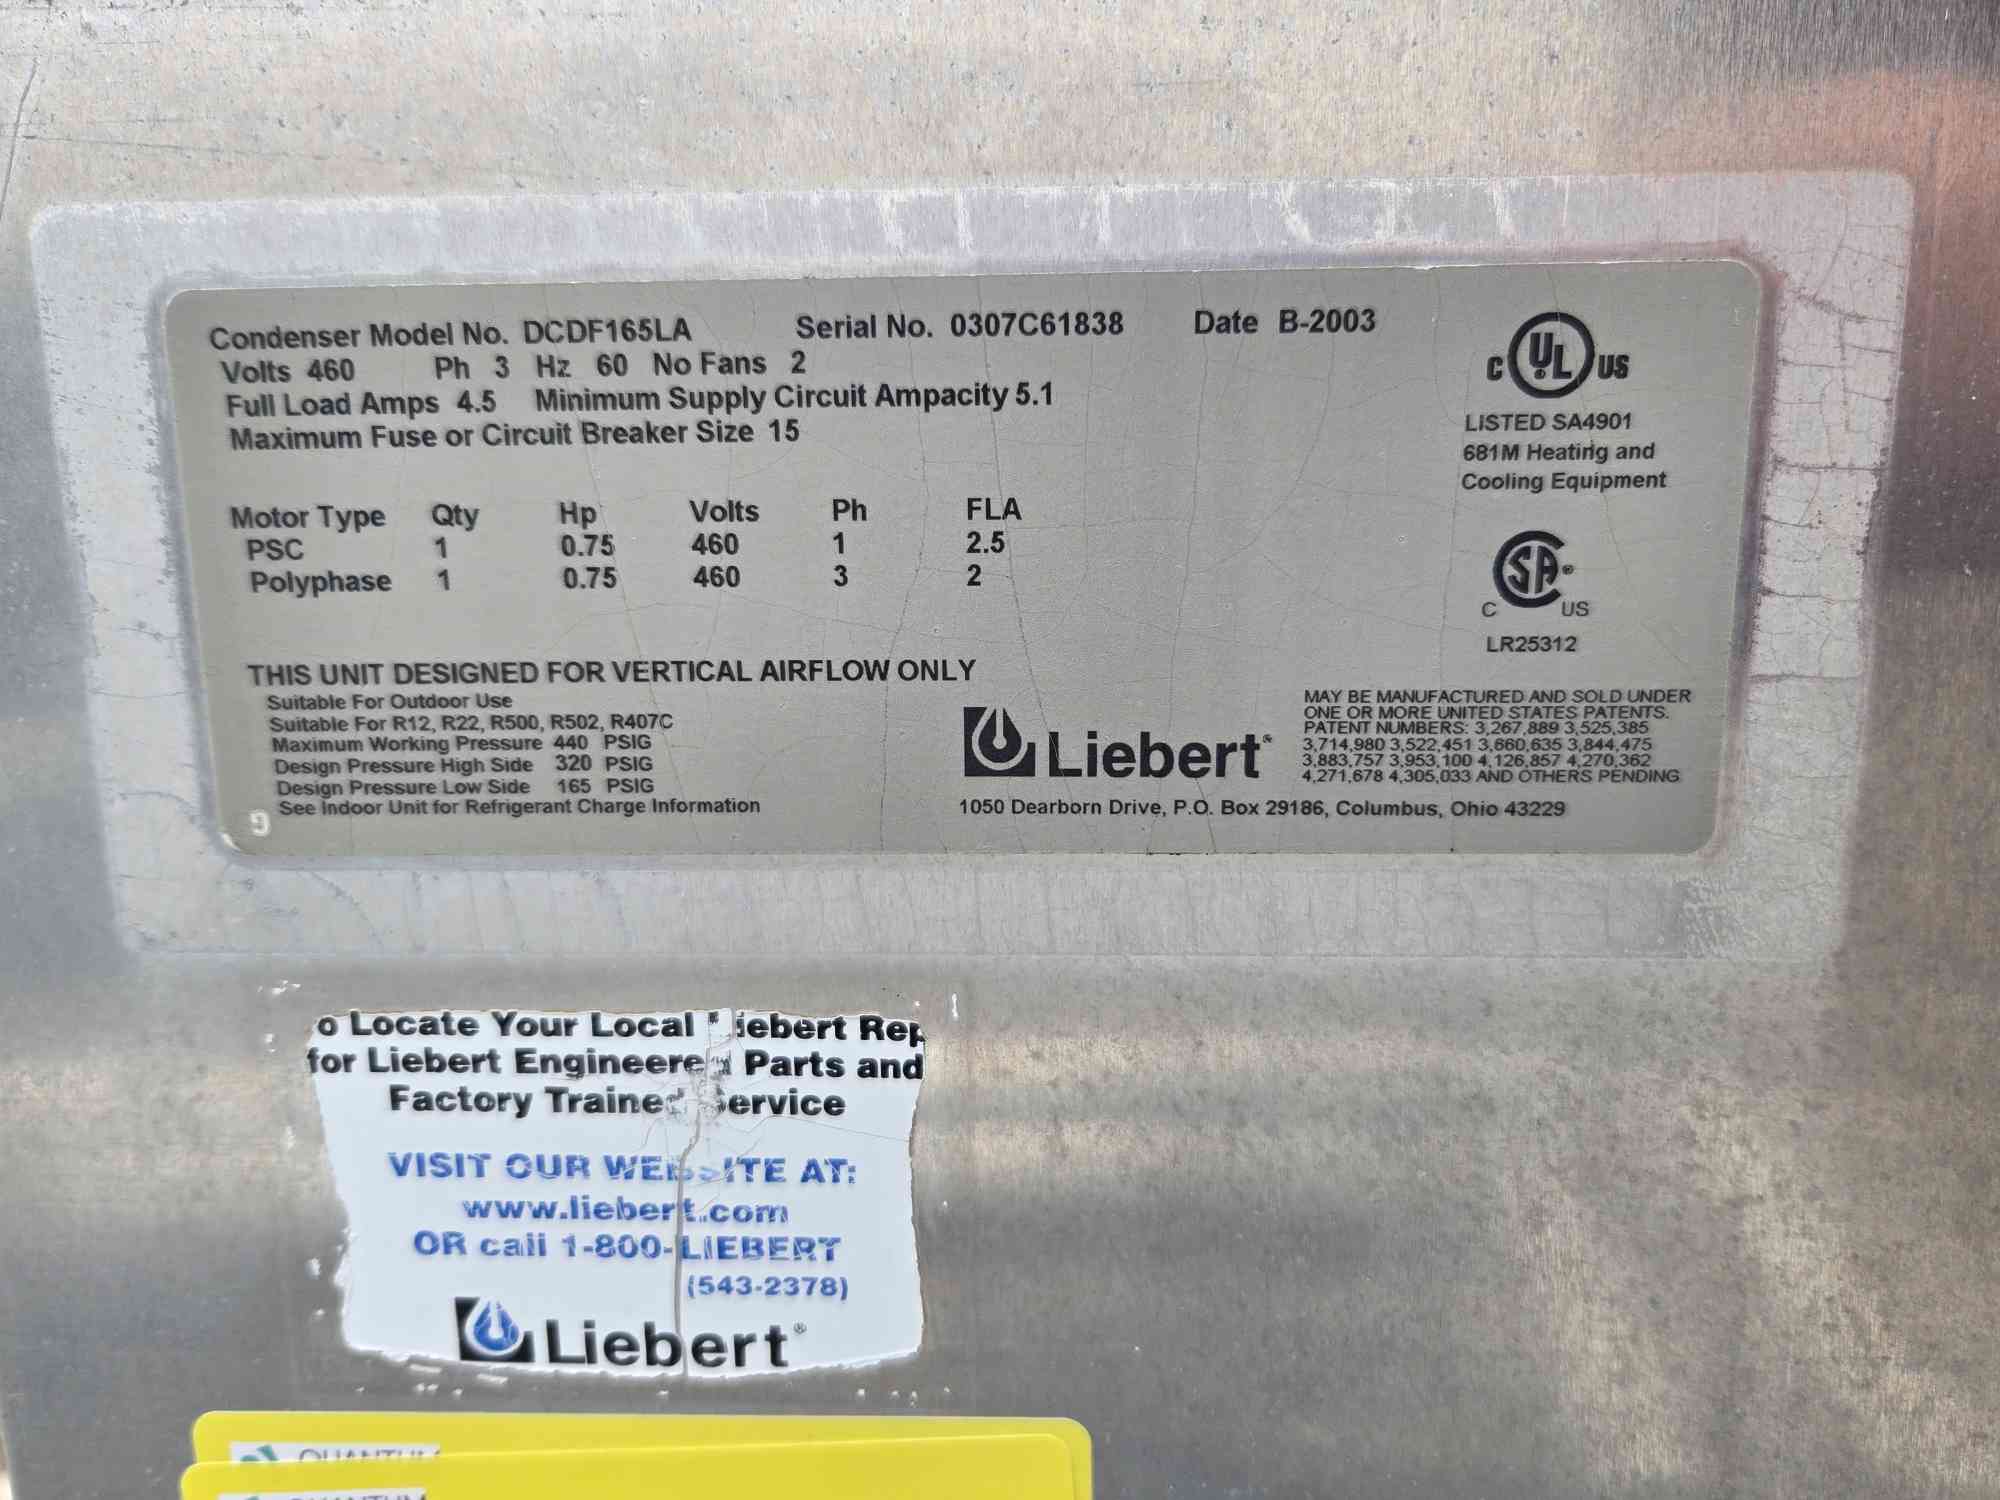 Condenser Model No. DCDF165LA Serial No. 0307C61838 Date B-2003
Volts 460 Ph 3 Hz 60 No Fans 2
Full Load Amps 4.5 Minimum Supply Circuit Ampacity 5.1
Maximum Fuse or Circuit Breaker Size 15
C UL US
LISTED SA4901
681M Heating and
Cooling Equipment
Motor Type Qty Hp Volts Ph FLA
PSC 1 0.75 460 1 2.5
Polyphase 1 0.75 460 3 2
SA®
C US
LR25312
THIS UNIT DESIGNED FOR VERTICAL AIRFLOW ONLY
Suitable For Outdoor Use
Suitable For R12, R22, R500, R502, R407C
Maximum Working Pressure 440 PSIG
Design Pressure High Side 320 PSIG
Design Pressure Low Side 165 PSIG
See Indoor Unit for Refrigerant Charge Information
Liebert®
MAY BE MANUFACTURED AND SOLD UNDER
ONE OR MORE UNITED STATES PATENTS.
PATENT NUMBERS: 3,267,889 3,525,385
3,714,980 3,522,451 3,660,635 3,844,475
3,883,757 3,953,100 4,126,857 4,270,362
4,271,678 4,305,033 AND OTHERS PENDING
1050 Dearborn Drive, P.O. Box 29186, Columbus, Ohio 43229
o Locate Your Local Liebert Rep
for Liebert Engineered Parts and
Factory Trained Service
VISIT OUR WEBSITE AT:
www.liebert.com
OR call 1-800-LIEBERT
(543-2378)
Liebert®
QUANTUM
QUANTUM